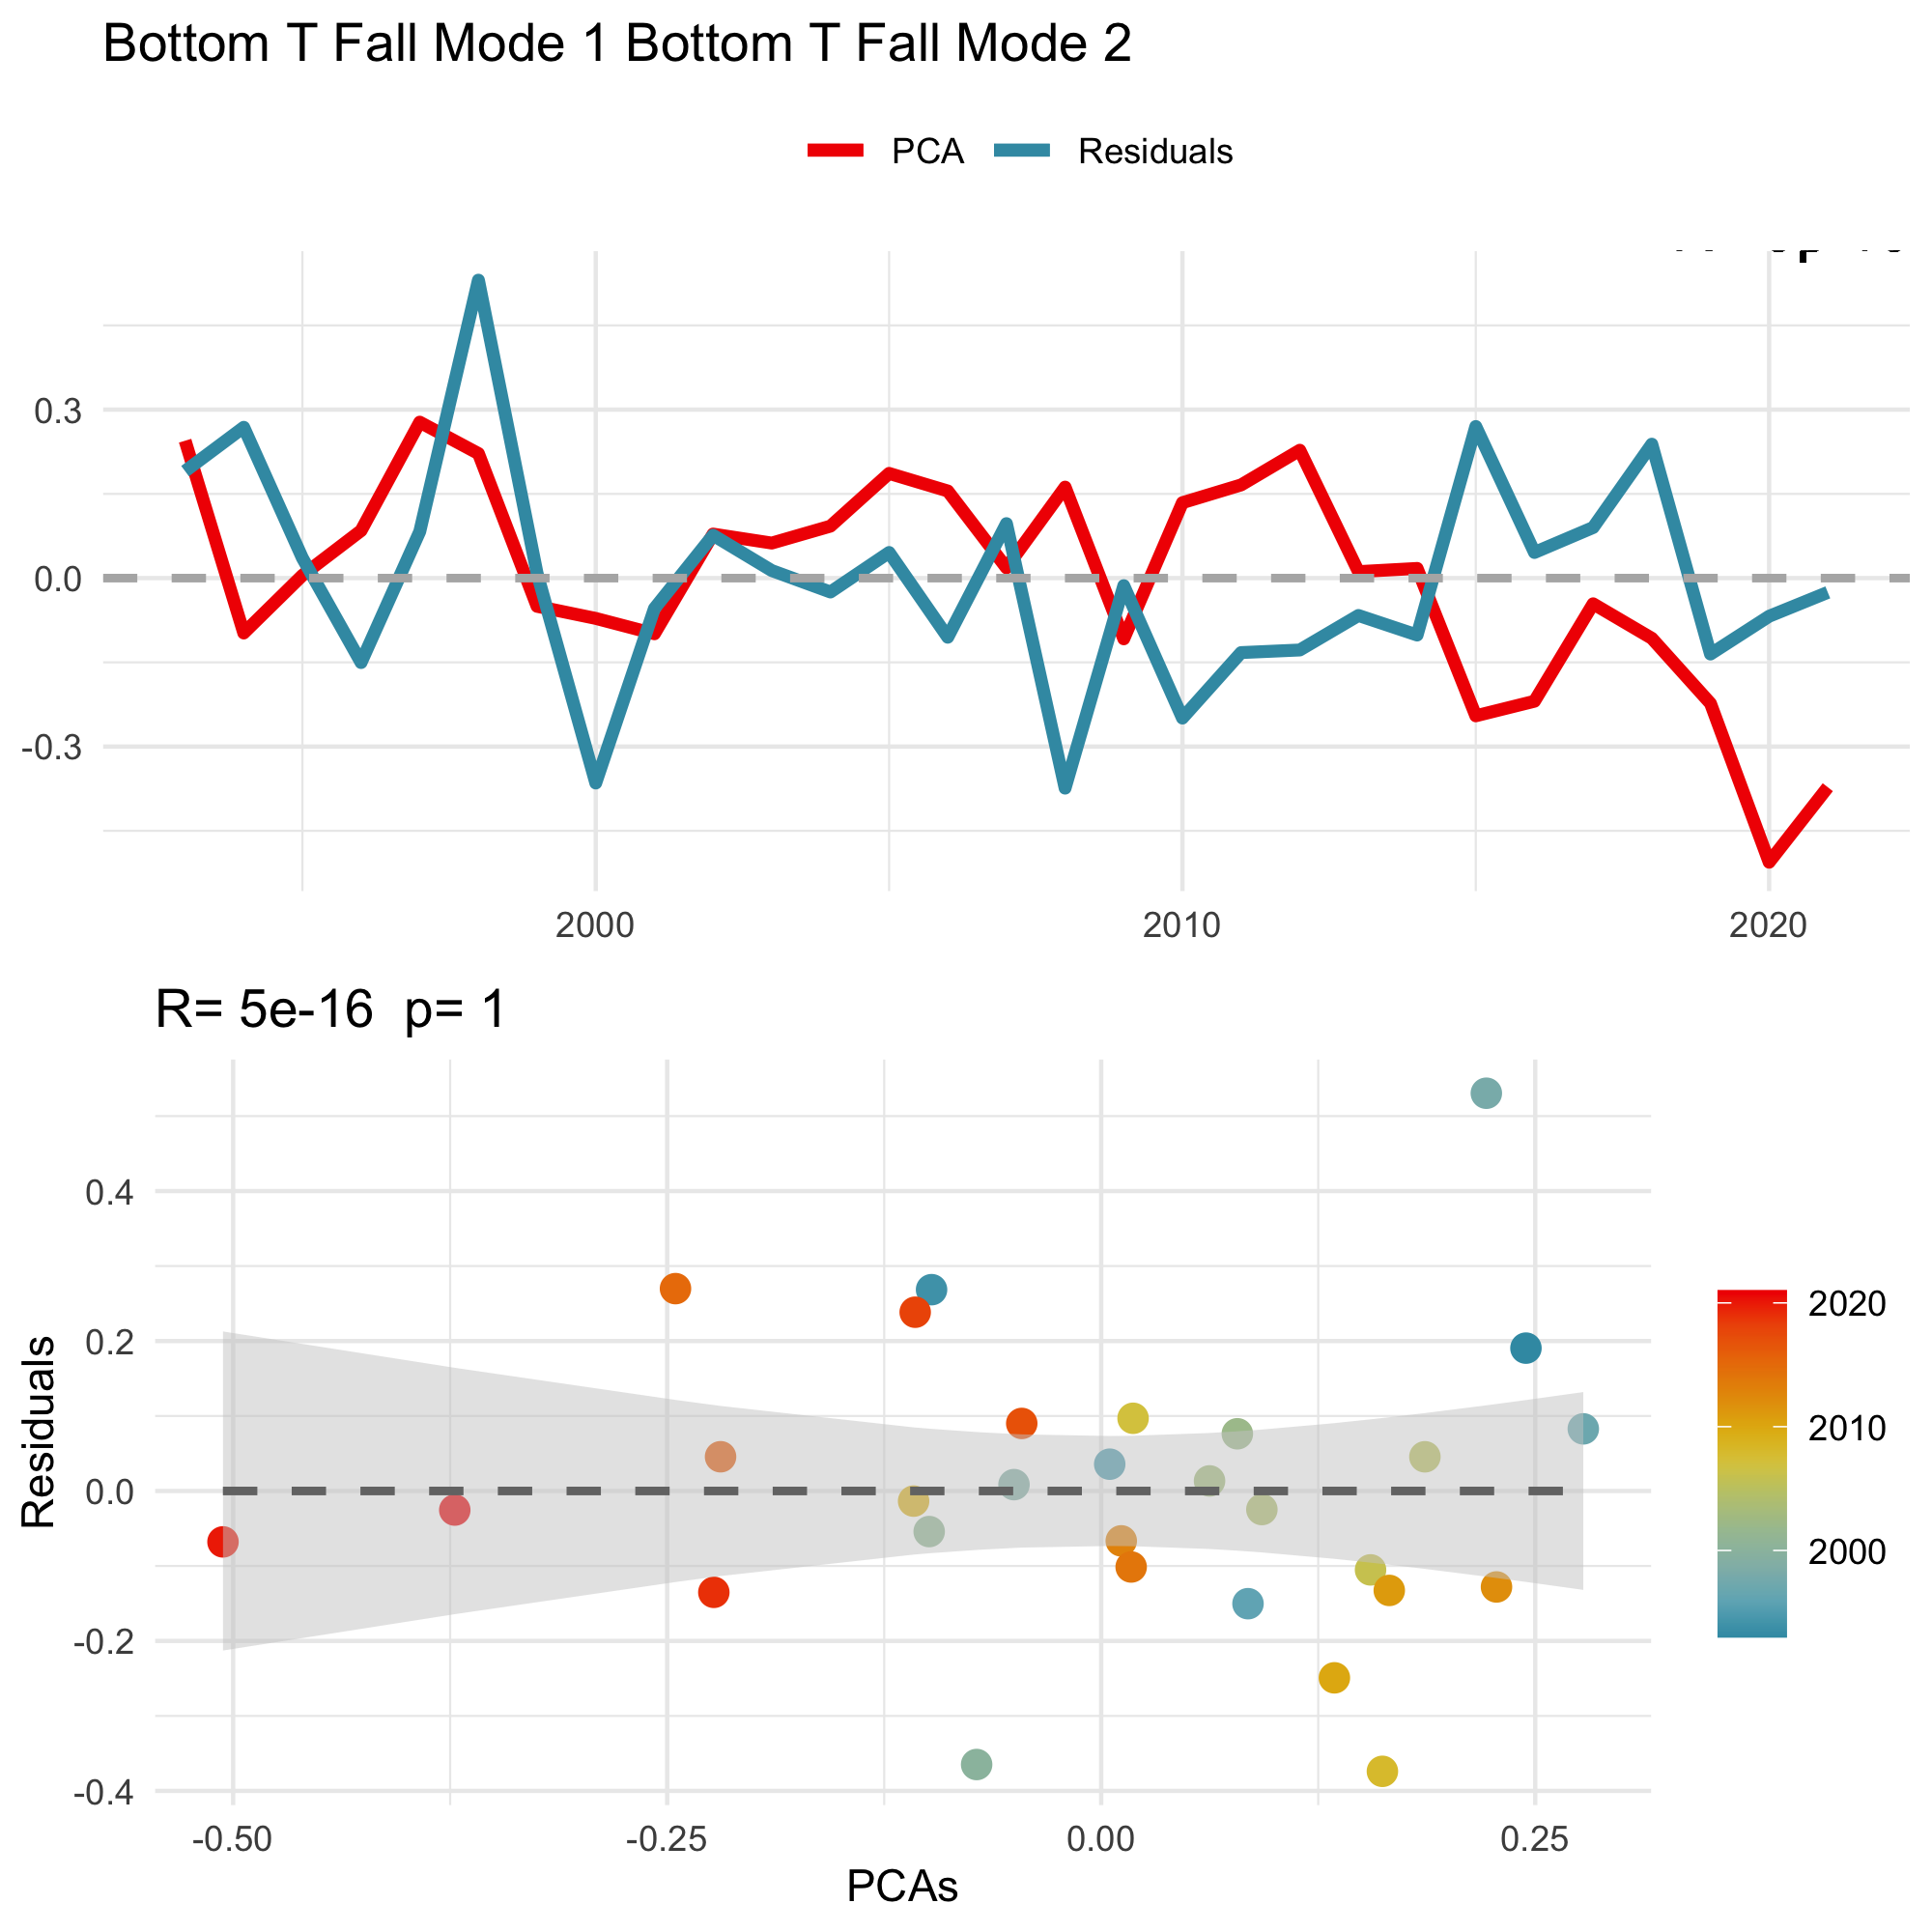 Bottom T Fall Mode 1 Bottom T Fall Mode 2
PCA Residuals
0.3
0.0
-0.3
2000 2010 2020
R= 5e-16 p= 1
Residuals
0.4
0.2
0.0
-0.2
-0.4
-0.50 -0.25 0.00 0.25
PCAs
2020
2010
2000